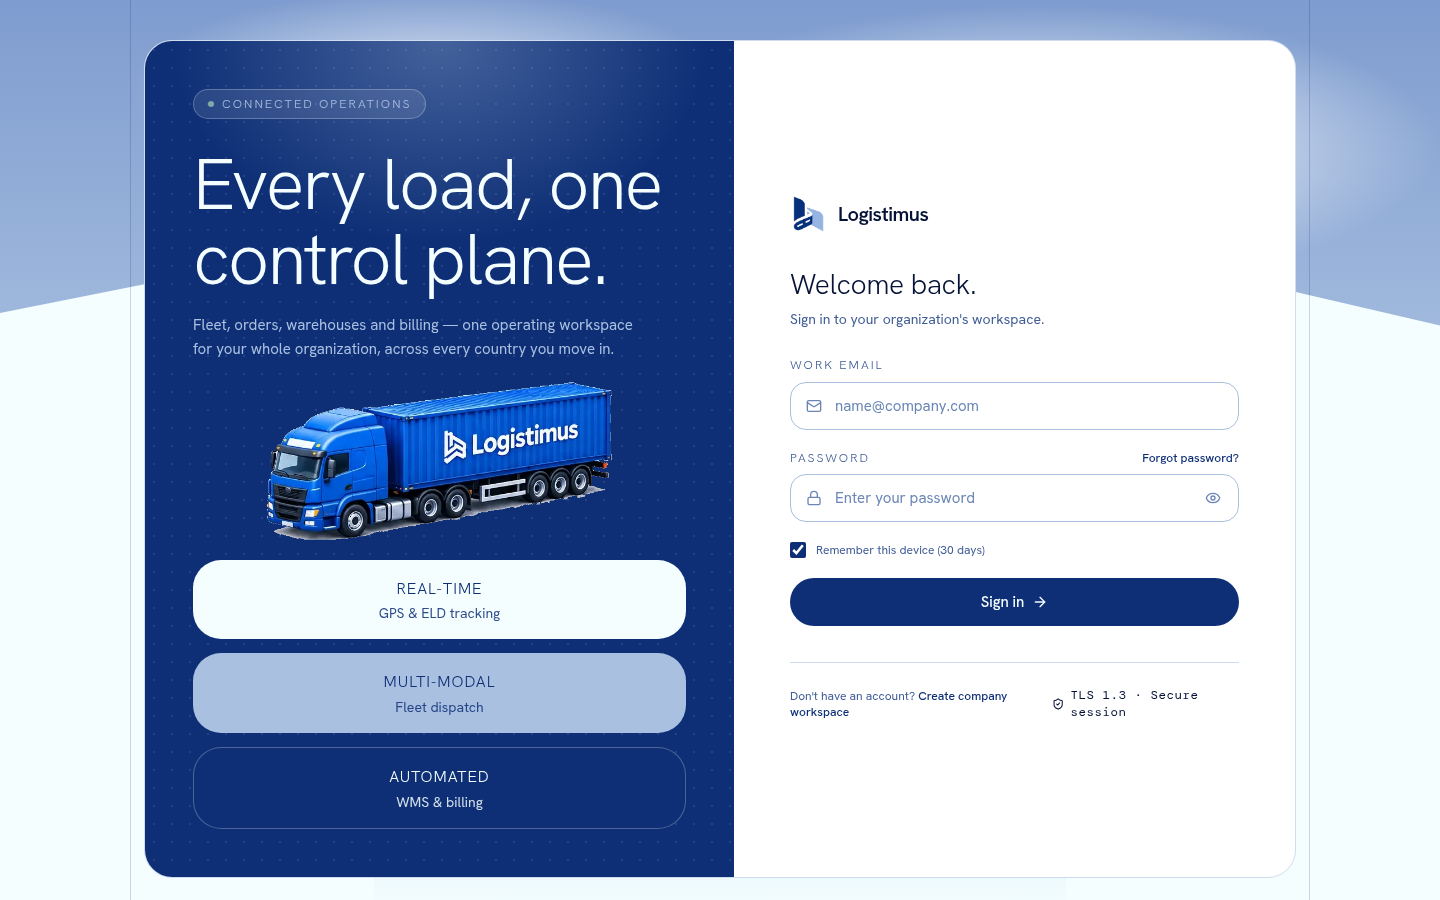 CONNECTED OPERATIONS
Every load, one
control plane.
Fleet, orders, warehouses and billing — one operating workspace
for your whole organization, across every country you move in.
Logistimus
REAL-TIME
GPS & ELD tracking
MULTI-MODAL
Fleet dispatch
AUTOMATED
WMS & billing
Logistimus
Welcome back.
Sign in to your organization's workspace.
WORK EMAIL
name@company.com
PASSWORD
Forgot password?
Enter your password
Remember this device (30 days)
Sign in
Don't have an account? Create company
workspace
TLS 1.3 · Secure
session